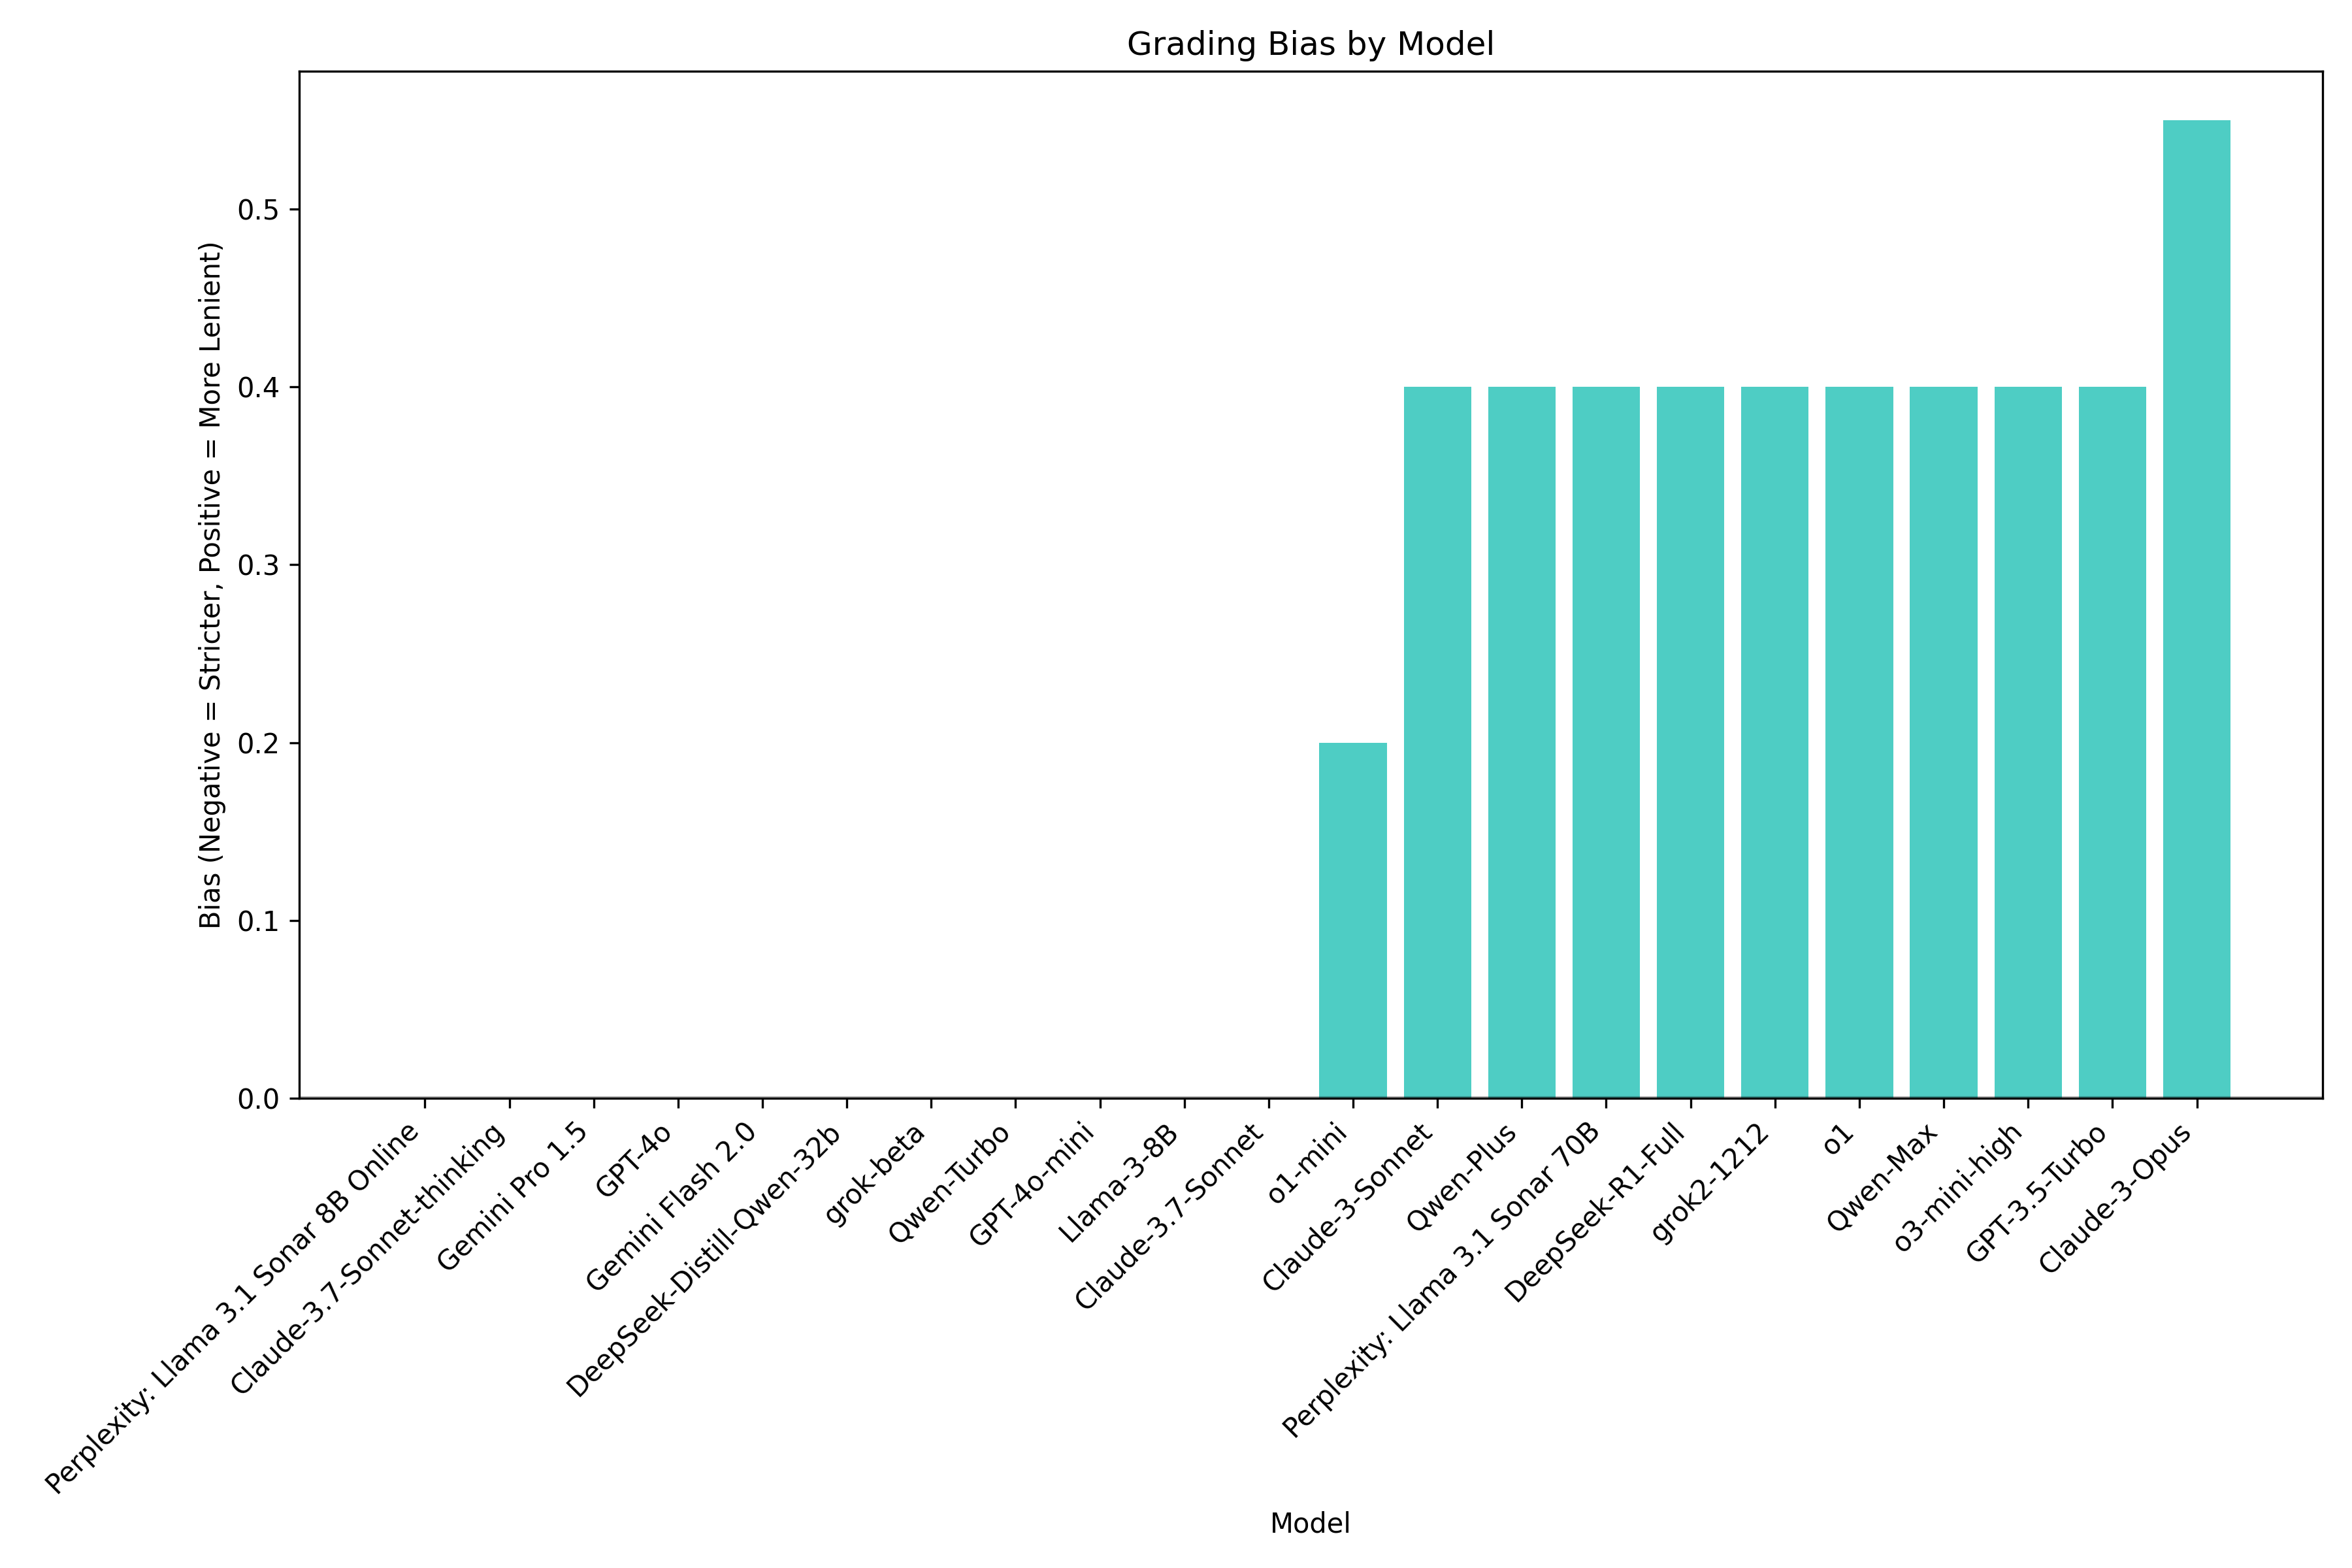 Grading Bias by Model
Bias (Negative = Stricter, Positive = More Lenient)
0.5
0.4
0.3
0.2
0.1
0.0
Perplexity: Llama 3.1 Sonar 8B Online
Claude-3.7-Sonnet-thinking
Gemini Pro 1.5
GPT-4o
Gemini Flash 2.0
DeepSeek-Distill-Qwen-32b
grok-beta
Qwen-Turbo
GPT-4o-mini
Llama-3-8B
Claude-3.7-Sonnet
o1-mini
Claude-3-Sonnet
Qwen-Plus
Perplexity: Llama 3.1 Sonar 70B
DeepSeek-R1-Full
grok2-1212
o1
Qwen-Max
o3-mini-high
GPT-3.5-Turbo
Claude-3-Opus
Model